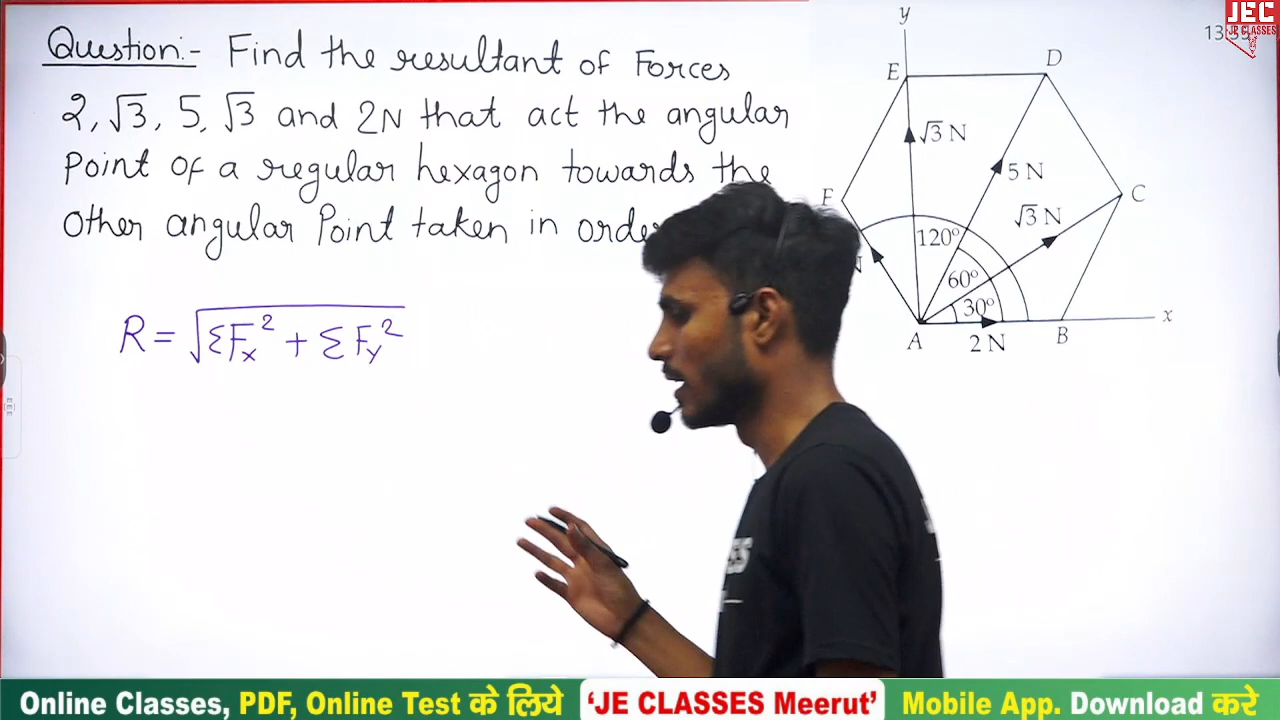 Question:- Find the resultant of Forces
2, √3, 5, √3 and 2N that act the angular
Point of a regular hexagon towards the
Other angular Point taken in order
R = √ΣFx² + ΣFy²
y
E
D
√3 N
5 N
F
C
√3 N
120°
60°
30°
N
A
2 N
B
x
JEC
JE CLASSES
Online Classes, PDF, Online Test के लिये 'JE CLASSES Meerut' Mobile App. Download करे